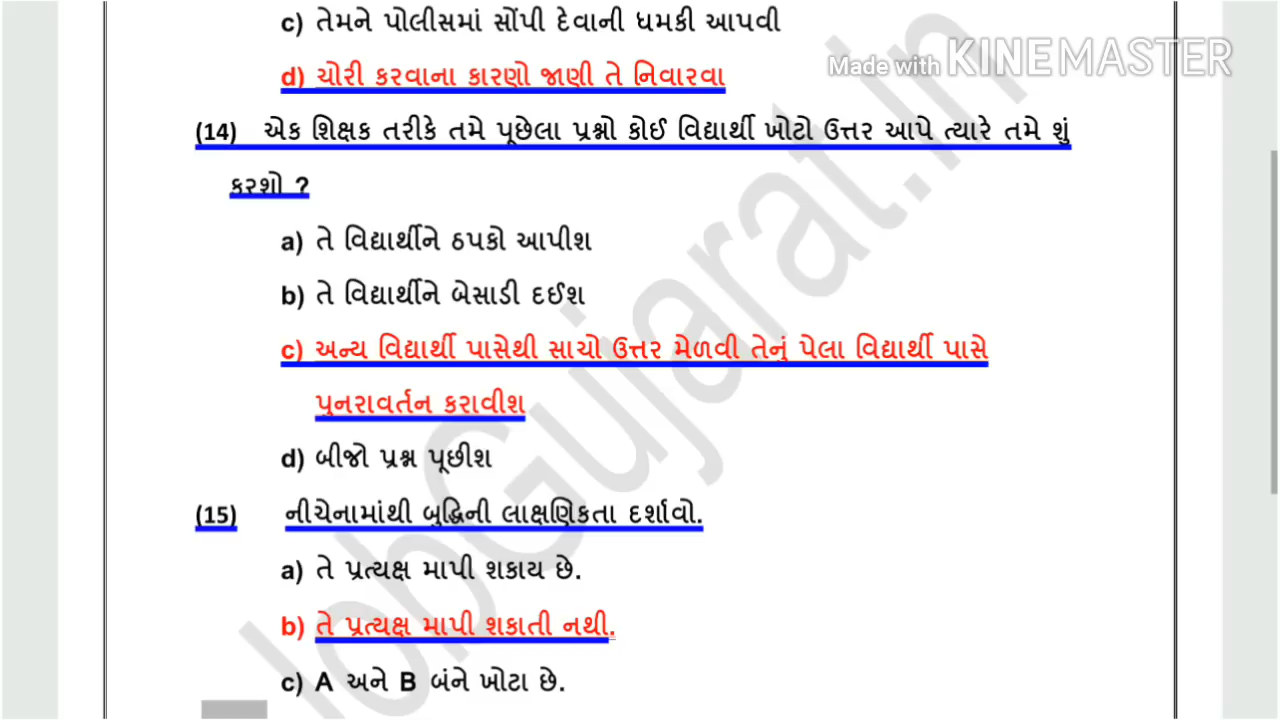 c) તેમને પોલીસમાં સોંપી દેવાની ધમકી આપવી
Made with KINEMASTER
d) ચોરી કરવાના કારણો જાણી તે નિવારવા
(14) એક શિક્ષક તરીકે તમે પૂછેલા પ્રશ્નો કોઈ વિદ્યાર્થી ખોટો ઉત્તર આપે ત્યારે તમે શું
કરશો ?
a) તે વિદ્યાર્થીને ઠપકો આપીશ
b) તે વિદ્યાર્થીને બેસાડી દઈશ
c) અન્ય વિદ્યાર્થી પાસેથી સાચો ઉત્તર મેળવી તેનું પેલા વિદ્યાર્થી પાસે
પુનરાવર્તન કરાવીશ
d) બીજો પ્રશ્ન પૂછીશ
(15) નીચેનામાંથી બુદ્ધિની લાક્ષણિકતા દર્શાવો.
a) તે પ્રત્યક્ષ માપી શકાય છે.
b) તે પ્રત્યક્ષ માપી શકાતી નથી.
c) A અને B બંને ખોટા છે.
JobGujarat.in